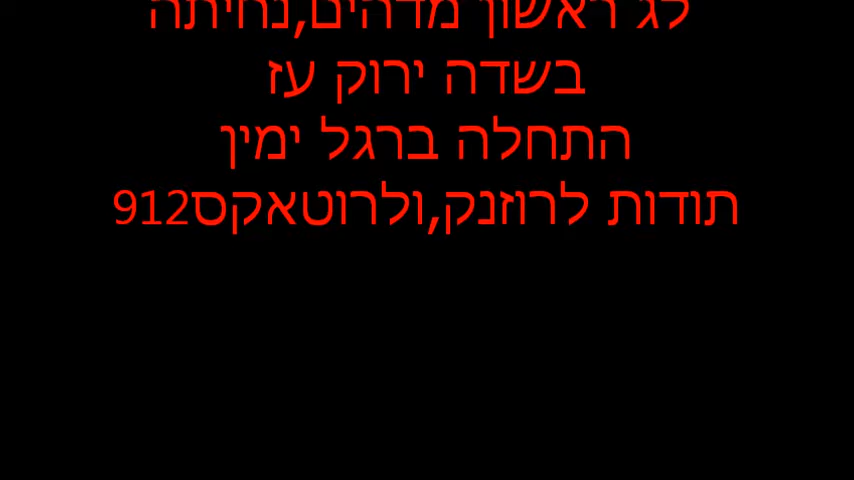 לג ראשון מדהים,נחיתה
בשדה ירוק עז
התחלה ברגל ימין
תודות לרוזנק,ולרוטאקס912